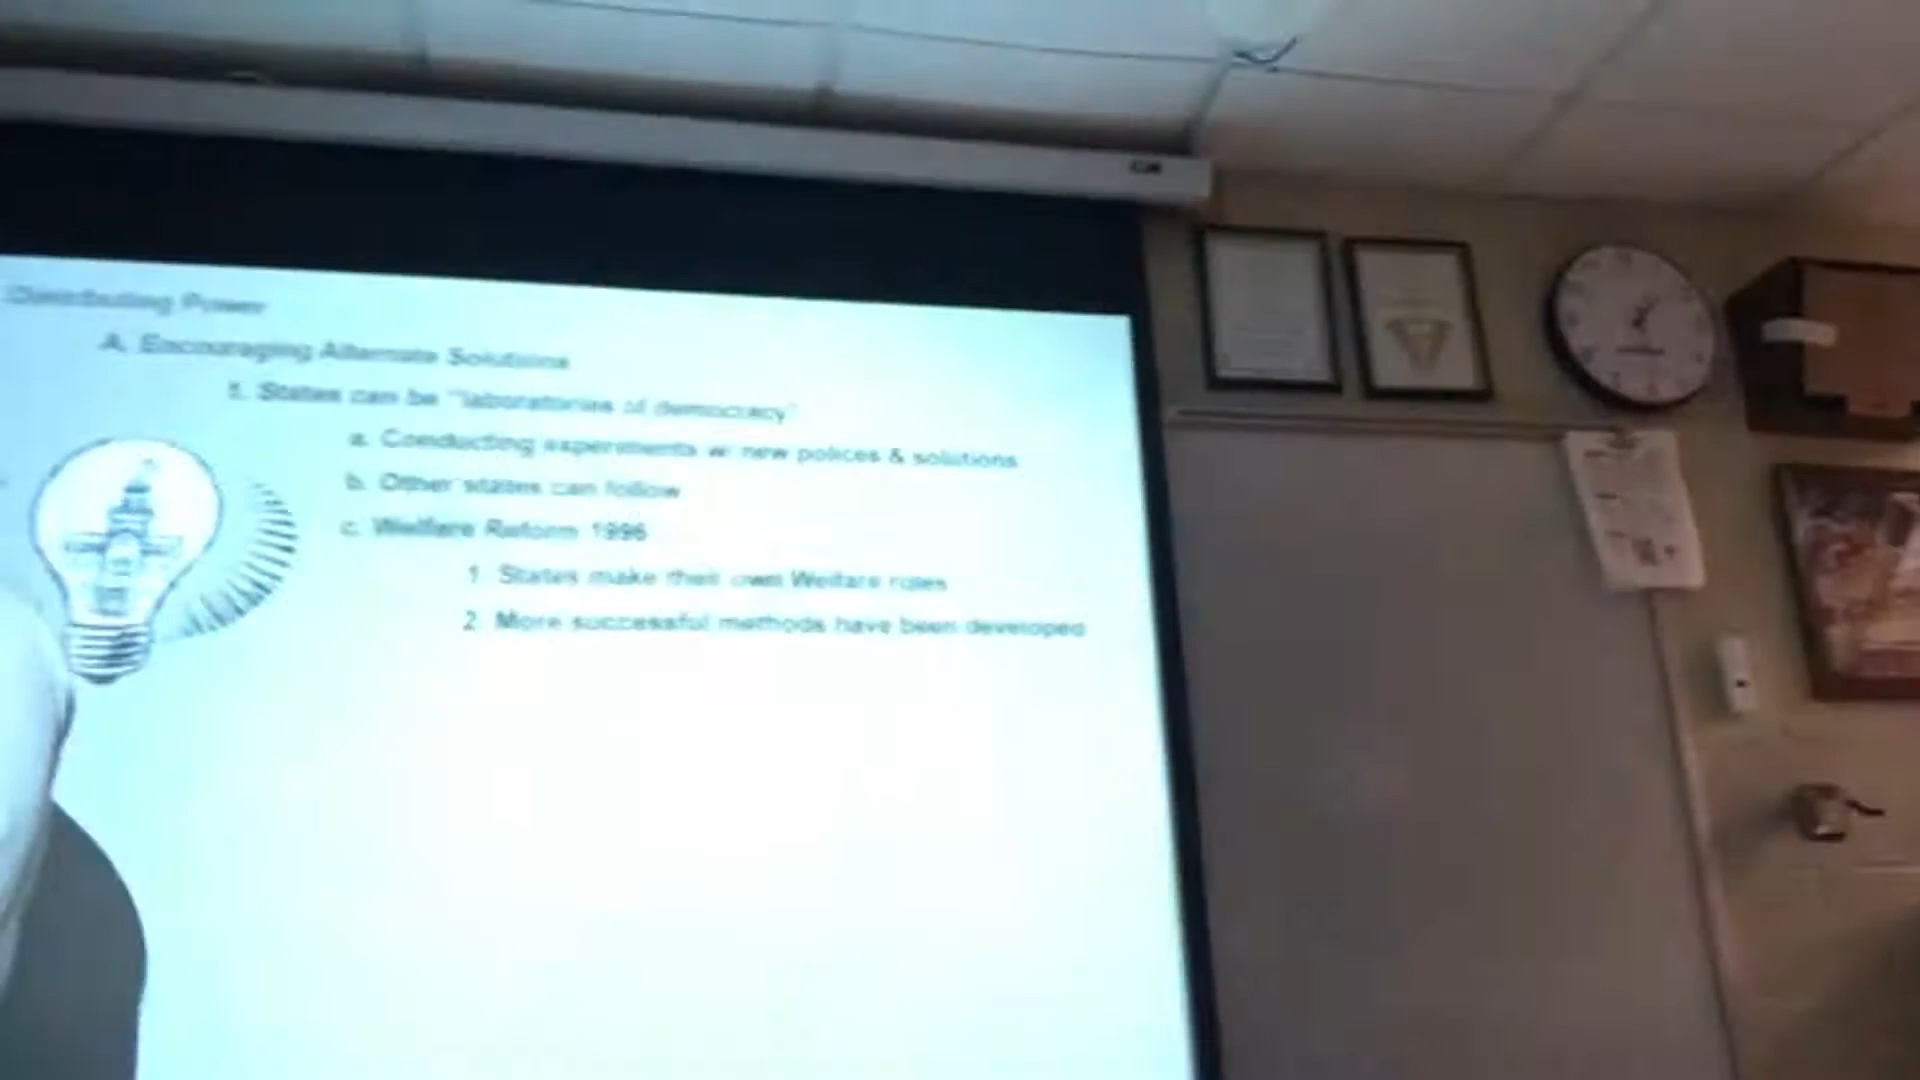 Distributing Power
A. Encouraging Alternate Solutions
1. States can be "laboratories of democracy"
a. Conducting experiments w/ new polices & solutions
b. Other states can follow
c. Welfare Reform 1996
1. States make their own Welfare rules
2. More successful methods have been developed